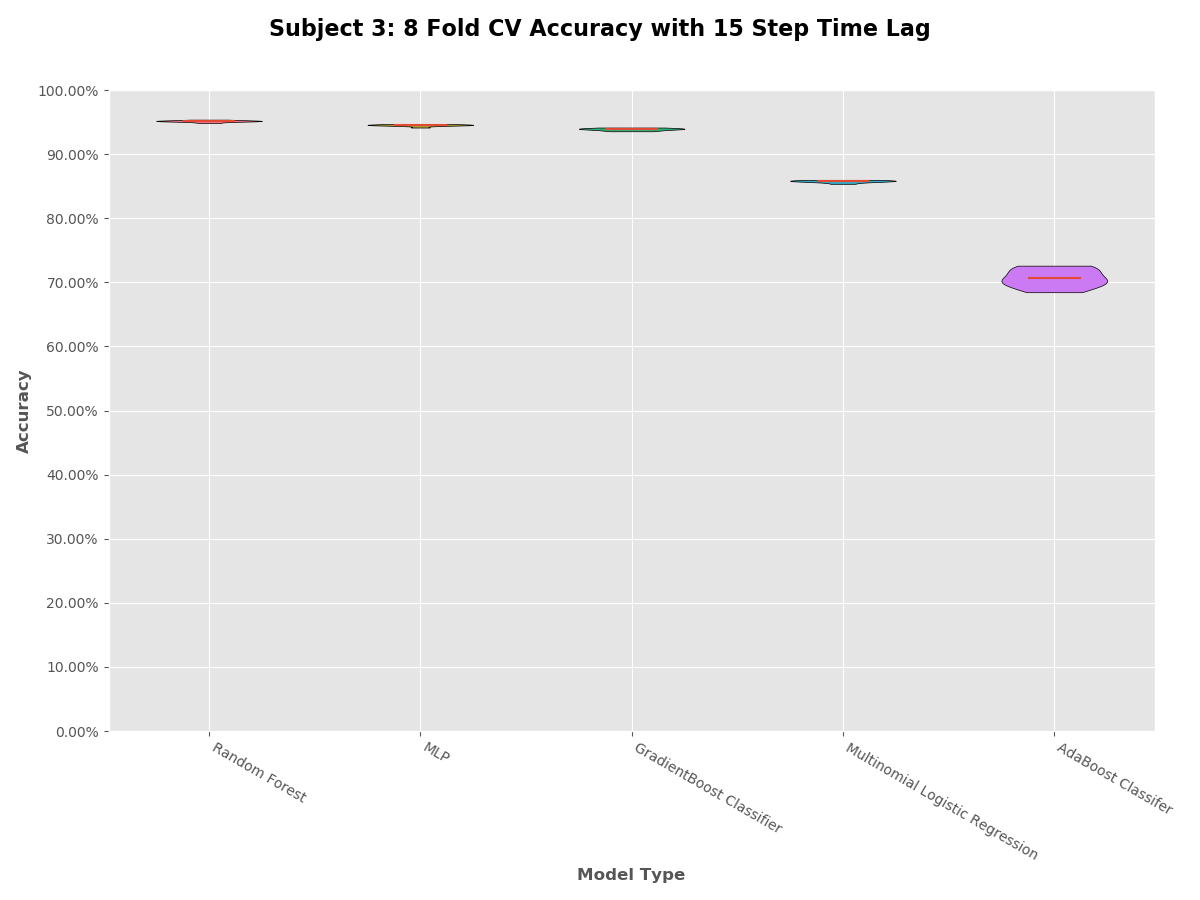 Subject 3: 8 Fold CV Accuracy with 15 Step Time Lag
100.00%
90.00%
80.00%
70.00%
60.00%
50.00%
40.00%
30.00%
20.00%
10.00%
0.00%
Accuracy
Random Forest
MLP
GradientBoost Classifier
Multinomial Logistic Regression
AdaBoost Classifer
Model Type